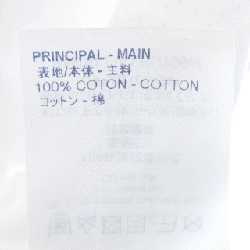 PRINCIPAL - MAIN
表地/本体 - 主料
100% COTON - COTTON
コットン - 棉